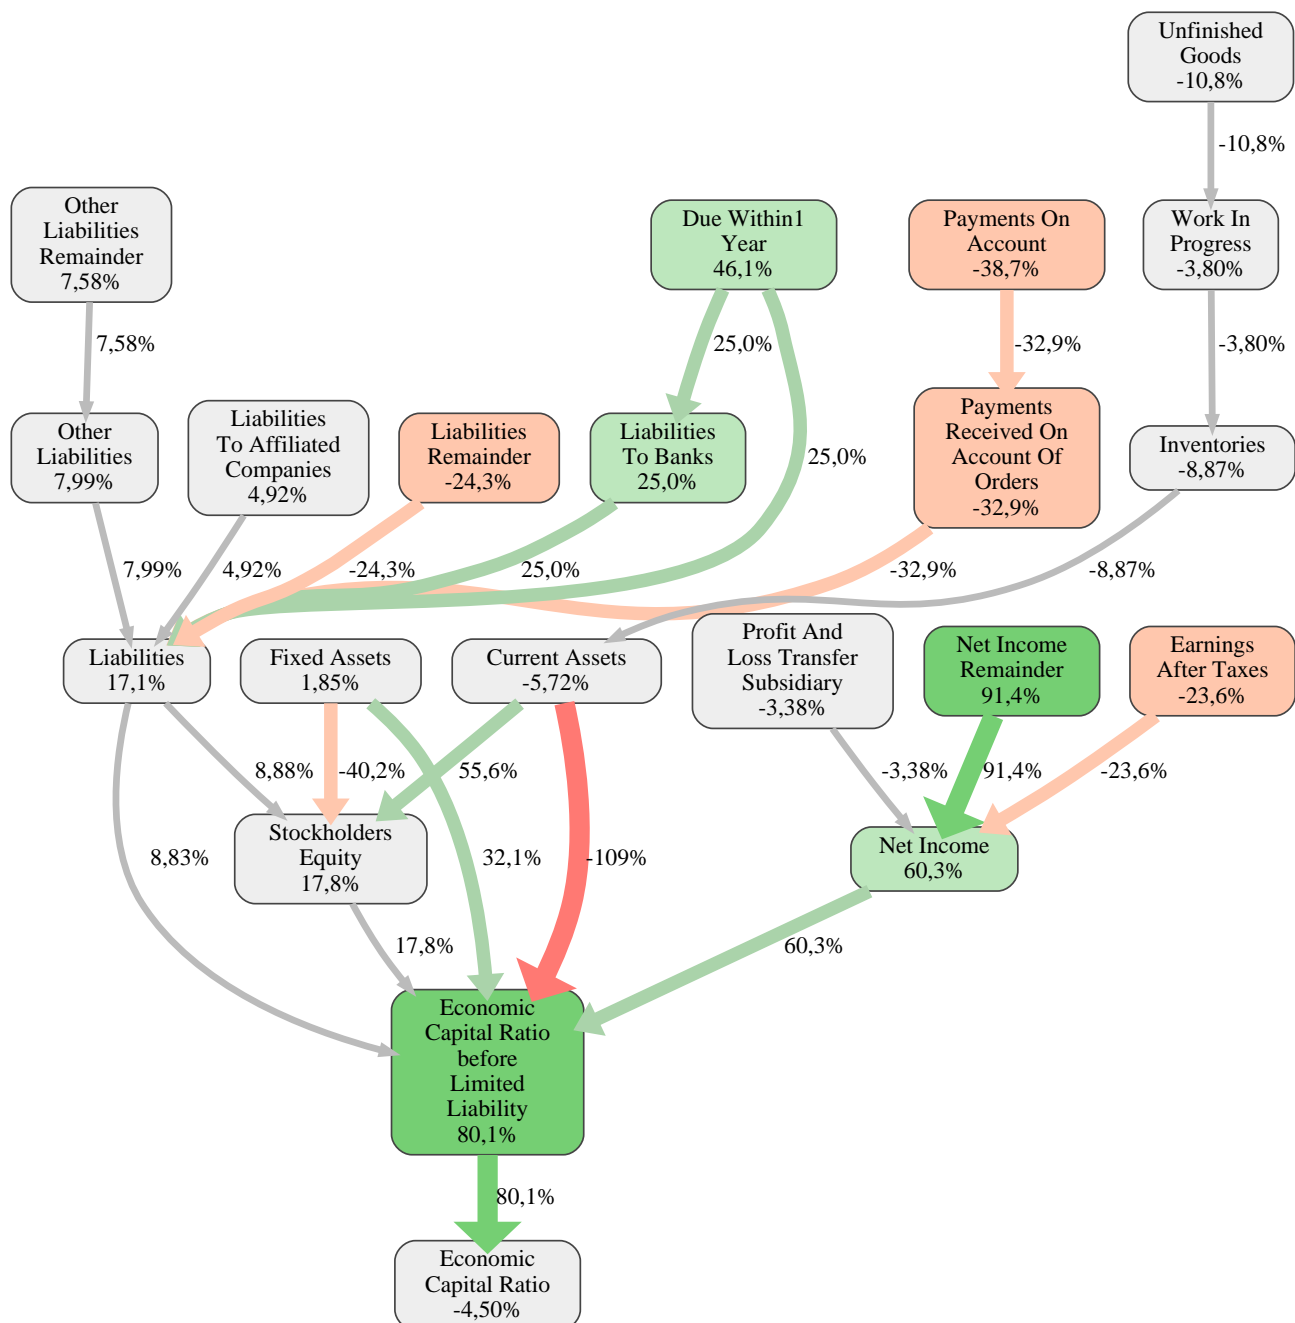 Unfinished
Goods
-10,8%
-10,8%
Other
Liabilities
Remainder
7,58%
Due Within1
Year
46,1%
Payments On
Account
-38,7%
Work In
Progress
-3,80%
7,58%
25,0%
-32,9%
-3,80%
Other
Liabilities
7,99%
Liabilities
To Affiliated
Companies
4,92%
Liabilities
Remainder
-24,3%
Liabilities
To Banks
25,0%
25,0%
Payments
Received On
Account Of
Orders
-32,9%
Inventories
-8,87%
7,99%
4,92%
-24,3%
25,0%
-32,9%
-8,87%
Liabilities
17,1%
Fixed Assets
1,85%
Current Assets
-5,72%
Profit And
Loss Transfer
Subsidiary
-3,38%
Net Income
Remainder
91,4%
Earnings
After Taxes
-23,6%
8,88%
-40,2%
55,6%
-3,38%
91,4%
-23,6%
8,83%
Stockholders
Equity
17,8%
32,1%
-109%
Net Income
60,3%
17,8%
60,3%
Economic
Capital Ratio
before
Limited
Liability
80,1%
80,1%
Economic
Capital Ratio
-4,50%